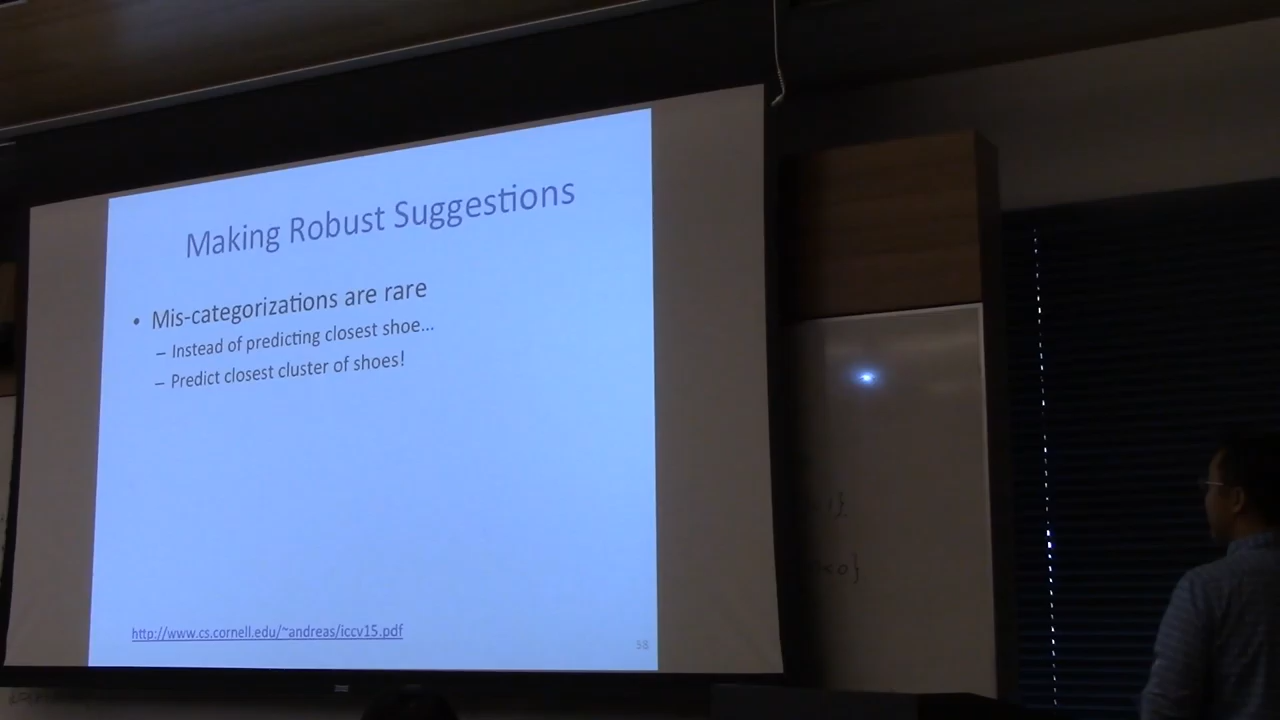 Making Robust Suggestions
• Mis-categorizations are rare
– Instead of predicting closest shoe...
– Predict closest cluster of shoes!
http://www.cs.cornell.edu/~andreas/iccv15.pdf
58